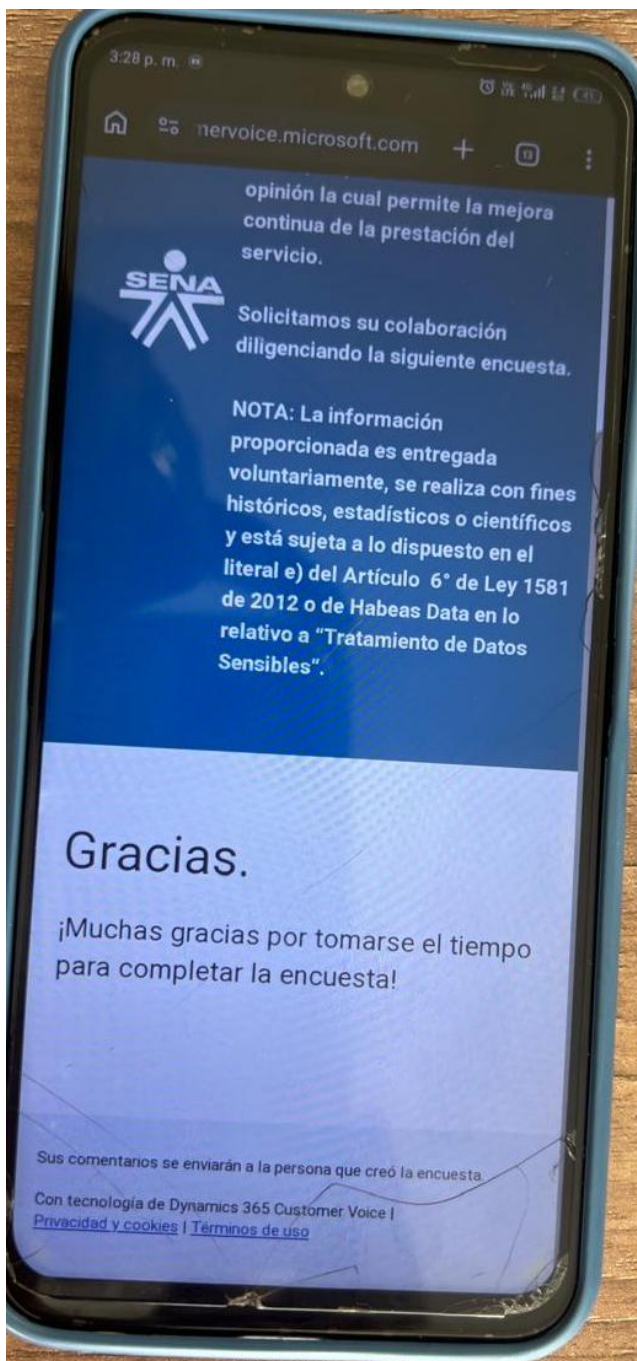 3:28 p. m.
nervoice.microsoft.com
13
opinión la cual permite la mejora
continua de la prestación del
servicio.
SENA
Solicitamos su colaboración
diligenciando la siguiente encuesta.
NOTA: La información
proporcionada es entregada
voluntariamente, se realiza con fines
históricos, estadísticos o científicos
y está sujeta a lo dispuesto en el
literal e) del Artículo 6° de Ley 1581
de 2012 o de Habeas Data en lo
relativo a “Tratamiento de Datos
Sensibles”.
Gracias.
¡Muchas gracias por tomarse el tiempo
para completar la encuesta!
Sus comentarios se enviarán a la persona que creó la encuesta.
Con tecnología de Dynamics 365 Customer Voice |
Privacidad y cookies | Términos de uso